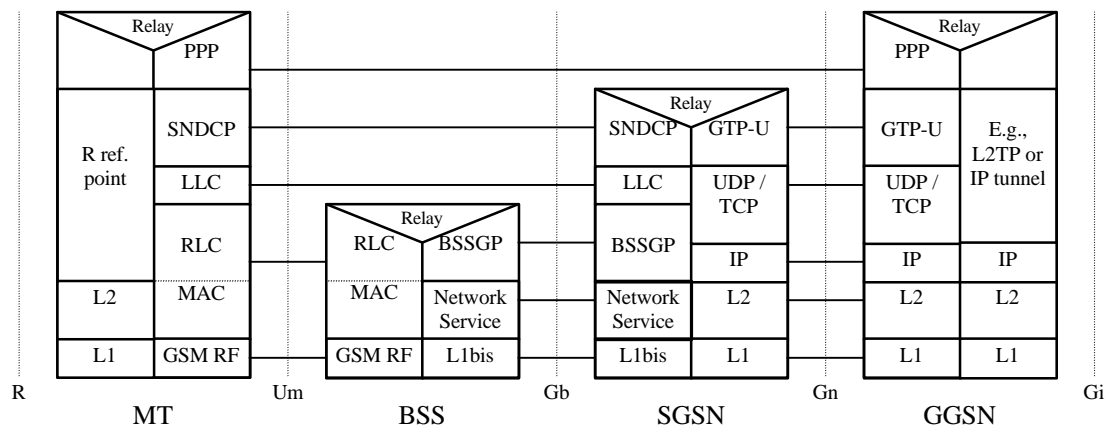 Relay
PPP
Relay
PPP
SNDCP
R ref.
point
LLC
RLC
MAC
L2
L1
GSM RF
Relay
RLC
BSSGP
MAC
Network
Service
GSM RF
L1bis
Relay
SNDCP
GTP-U
LLC
UDP /
TCP
BSSGP
IP
Network
Service
L2
L1bis
L1
GTP-U
E.g.,
L2TP or
IP tunnel
UDP /
TCP
IP
IP
L2
L2
L1
L1
R
Um
Gb
Gn
Gi
MT
BSS
SGSN
GGSN